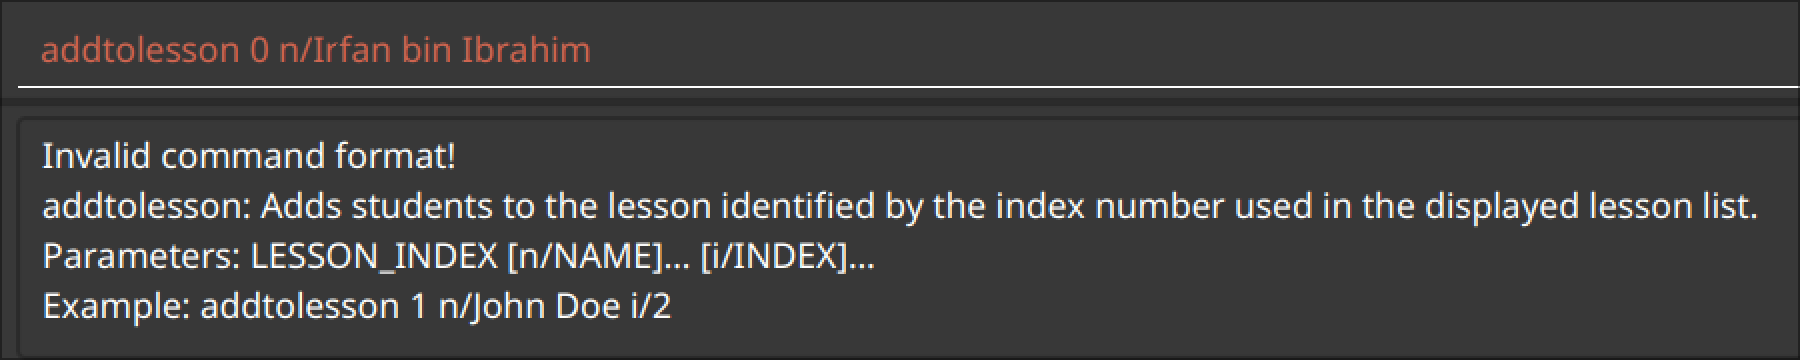 addtolesson 0 n/Irfan bin Ibrahim
Invalid command format!
addtolesson: Adds students to the lesson identified by the index number used in the displayed lesson list.
Parameters: LESSON_INDEX [n/NAME]... [i/INDEX]...
Example: addtolesson 1 n/John Doe i/2